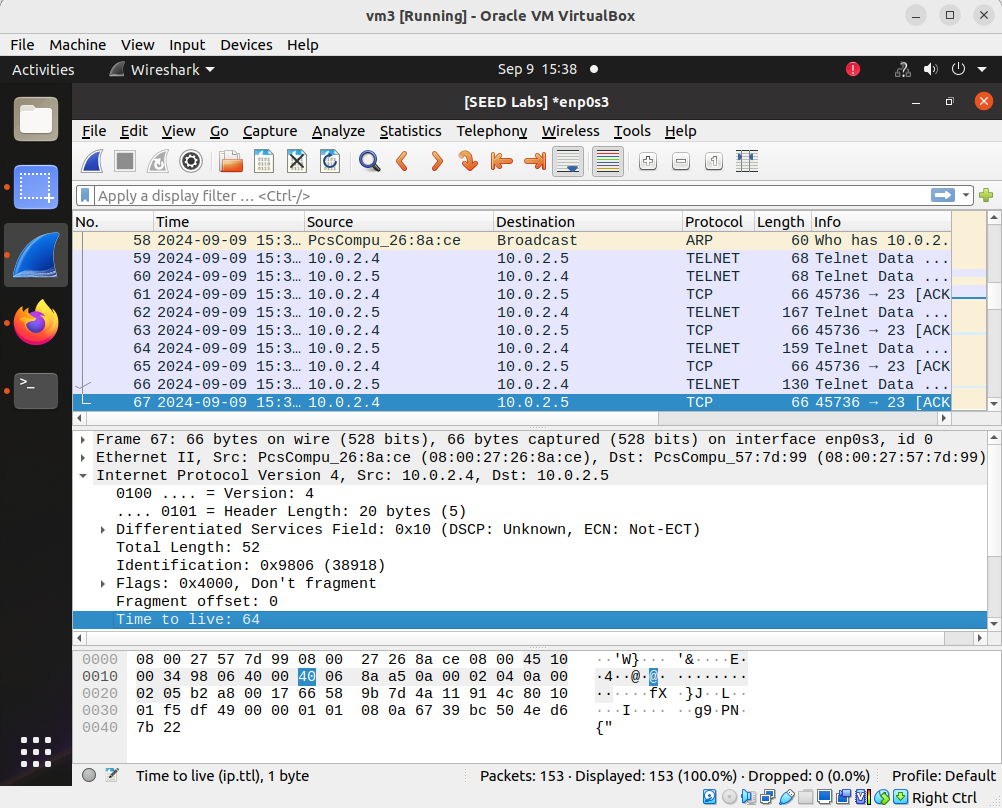 vm3 [Running] - Oracle VM VirtualBox
File Machine View Input Devices Help
Activities Wireshark Sep 9 15:38
[SEED Labs] *enp0s3
File Edit View Go Capture Analyze Statistics Telephony Wireless Tools Help
Apply a display filter … <Ctrl-/>
No. Time Source Destination Protocol Length Info
58 2024-09-09 15:3… PcsCompu_26:8a:ce Broadcast ARP 60 Who has 10.0.2.
59 2024-09-09 15:3… 10.0.2.4 10.0.2.5 TELNET 68 Telnet Data ...
60 2024-09-09 15:3… 10.0.2.5 10.0.2.4 TELNET 68 Telnet Data ...
61 2024-09-09 15:3… 10.0.2.4 10.0.2.5 TCP 66 45736 → 23 [ACK
62 2024-09-09 15:3… 10.0.2.5 10.0.2.4 TELNET 167 Telnet Data ...
63 2024-09-09 15:3… 10.0.2.4 10.0.2.5 TCP 66 45736 → 23 [ACK
64 2024-09-09 15:3… 10.0.2.5 10.0.2.4 TELNET 159 Telnet Data ...
65 2024-09-09 15:3… 10.0.2.4 10.0.2.5 TCP 66 45736 → 23 [ACK
66 2024-09-09 15:3… 10.0.2.5 10.0.2.4 TELNET 130 Telnet Data ...
67 2024-09-09 15:3… 10.0.2.4 10.0.2.5 TCP 66 45736 → 23 [ACK
Frame 67: 66 bytes on wire (528 bits), 66 bytes captured (528 bits) on interface enp0s3, id 0
Ethernet II, Src: PcsCompu_26:8a:ce (08:00:27:26:8a:ce), Dst: PcsCompu_57:7d:99 (08:00:27:57:7d:99)
Internet Protocol Version 4, Src: 10.0.2.4, Dst: 10.0.2.5
0100 .... = Version: 4
.... 0101 = Header Length: 20 bytes (5)
Differentiated Services Field: 0x10 (DSCP: Unknown, ECN: Not-ECT)
Total Length: 52
Identification: 0x9806 (38918)
Flags: 0x4000, Don't fragment
Fragment offset: 0
Time to live: 64
0000 08 00 27 57 7d 99 08 00 27 26 8a ce 08 00 45 10 ··'W}··· '&····E·
0010 00 34 98 06 40 00 40 06 8a a5 0a 00 02 04 0a 00 ·4··@·@· ········
0020 02 05 b2 a8 00 17 66 58 9b 7d 4a 11 91 4c 80 10 ······fX ·}J··L··
0030 01 f5 df 49 00 00 01 01 08 0a 67 39 bc 50 4e d6 ···I···· ··g9·PN·
0040 7b 22 {"
Time to live (ip.ttl), 1 byte Packets: 153 · Displayed: 153 (100.0%) · Dropped: 0 (0.0%) Profile: Default
Right Ctrl